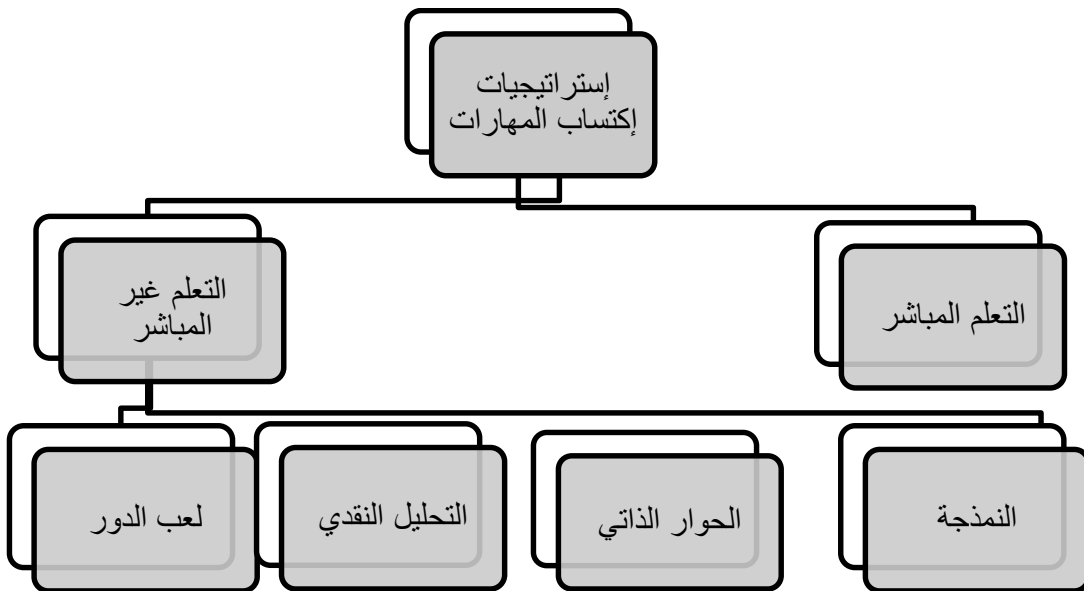 إستراتيجيات
إكتساب المهارات
التعلم المباشر
التعلم غير
المباشر
النمذجة
الحوار الذاتي
التحليل النقدي
لعب الدور